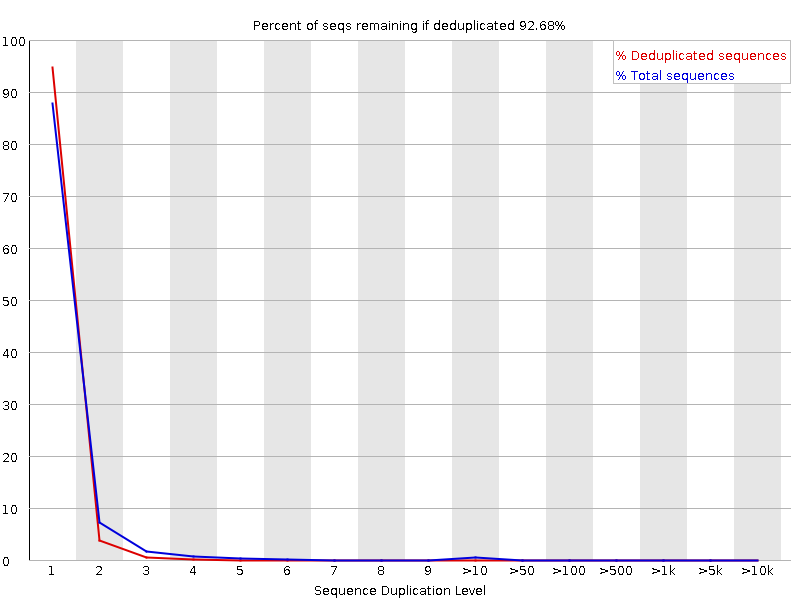 Percent of seqs remaining if deduplicated 92.68%
% Deduplicated sequences
% Total sequences
100
90
80
70
60
50
40
30
20
10
0
1 2 3 4 5 6 7 8 9 >10 >50 >100 >500 >1k >5k >10k
Sequence Duplication Level